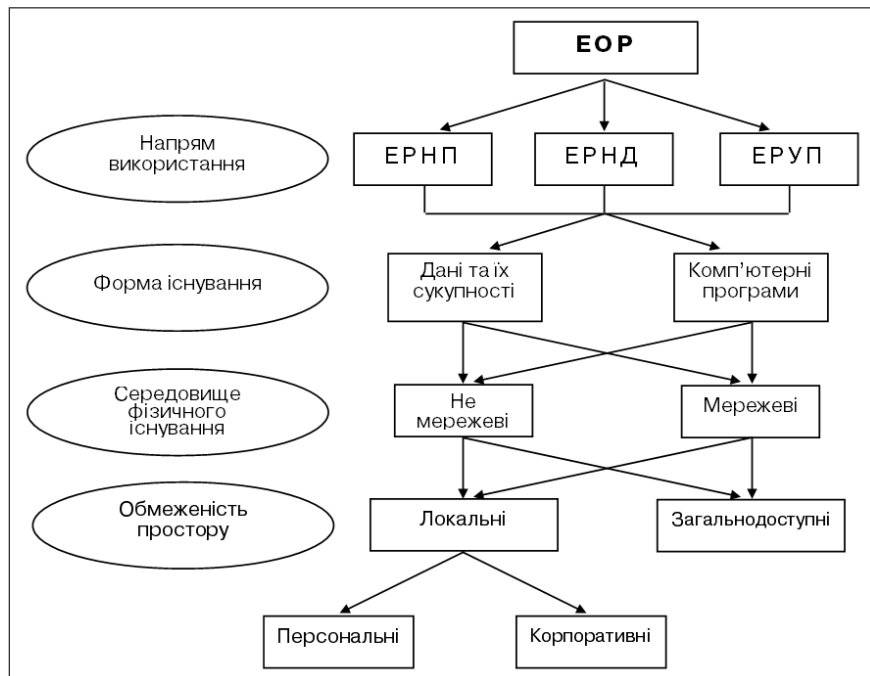 ЕОР
Напрям
використання
ЕРНП
ЕРНД
ЕРУП
Форма існування
Дані та їх
сукупності
Комп’ютерні
програми
Середовище
фізичного
існування
Не
мережеві
Мережеві
Обмеженість
простору
Локальні
Загальнодоступні
Персональні
Корпоративні